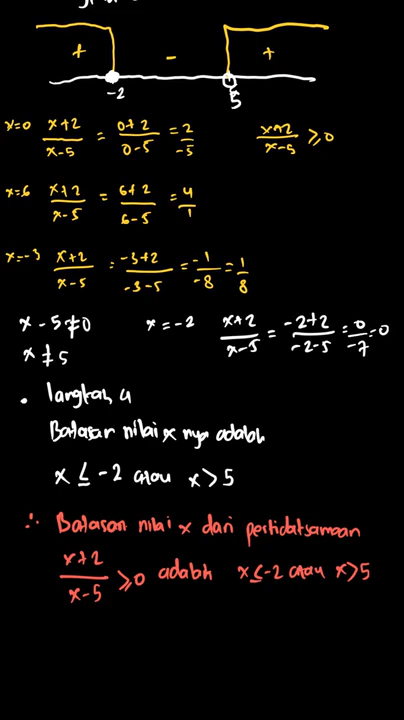 + - +
-2 5
x=0 x+2/x-5 = 0+2/0-5 = 2/-5 x+2/x-5 ≥ 0
x=6 x+2/x-5 = 6+2/6-5 = 4/1
x=-3 x+2/x-5 = -3+2/-3-5 = -1/-8 = 1/8
x - 5 ≠ 0 x = -2 x+2/x-5 = -2+2/-2-5 = 0/-7 = 0
x ≠ 5
• langkah 4
Batasan nilai x nya adalah
x ≤ -2 atau x > 5
∴ Batasan nilai x dari pertidaksamaan
x+2/x-5 ≥ 0 adalah x ≤ -2 atau x > 5